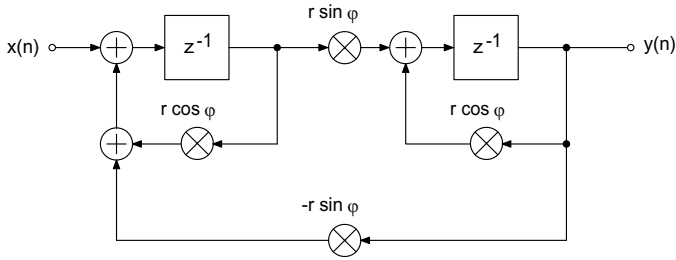 r sin φ
x(n) z⁻¹ z⁻¹ y(n)
r cos φ r cos φ
-r sin φ